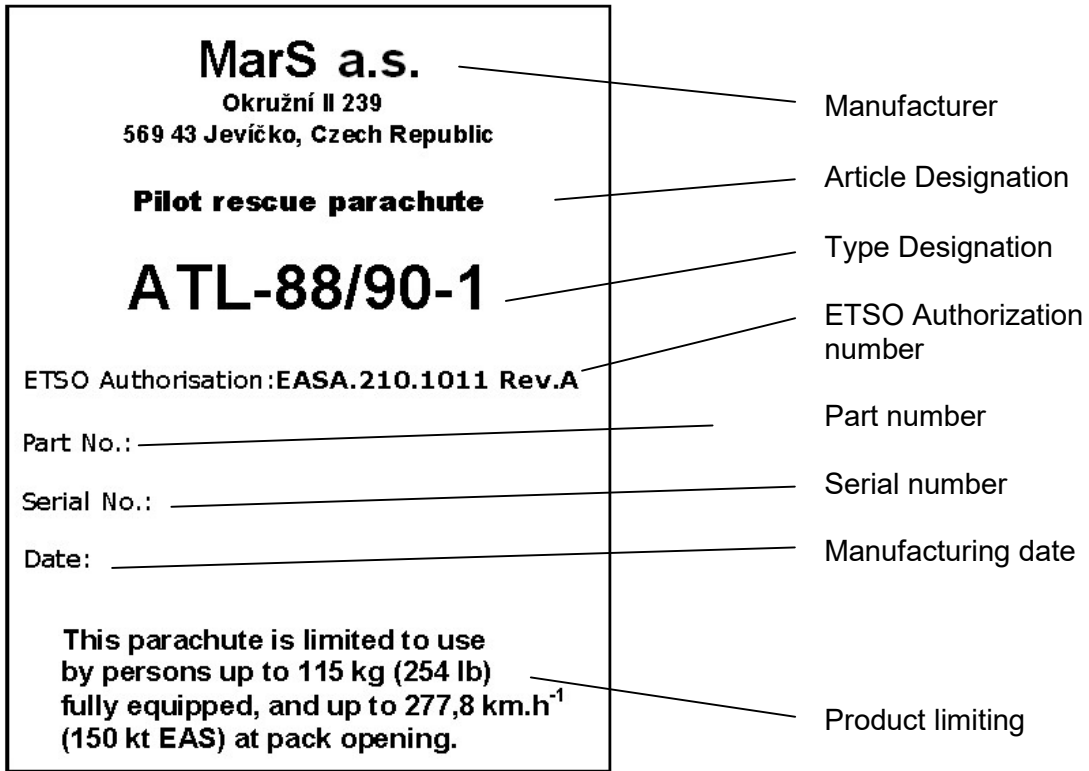 MarS a.s.
Okružní II 239
569 43 Jevíčko, Czech Republic
Pilot rescue parachute
ATL-88/90-1
ETSO Authorisation:EASA.210.1011 Rev.A
Part No.:
Serial No.:
Date:
This parachute is limited to use
by persons up to 115 kg (254 lb)
fully equipped, and up to 277,8 km.h⁻¹
(150 kt EAS) at pack opening.
Manufacturer
Article Designation
Type Designation
ETSO Authorization
number
Part number
Serial number
Manufacturing date
Product limiting